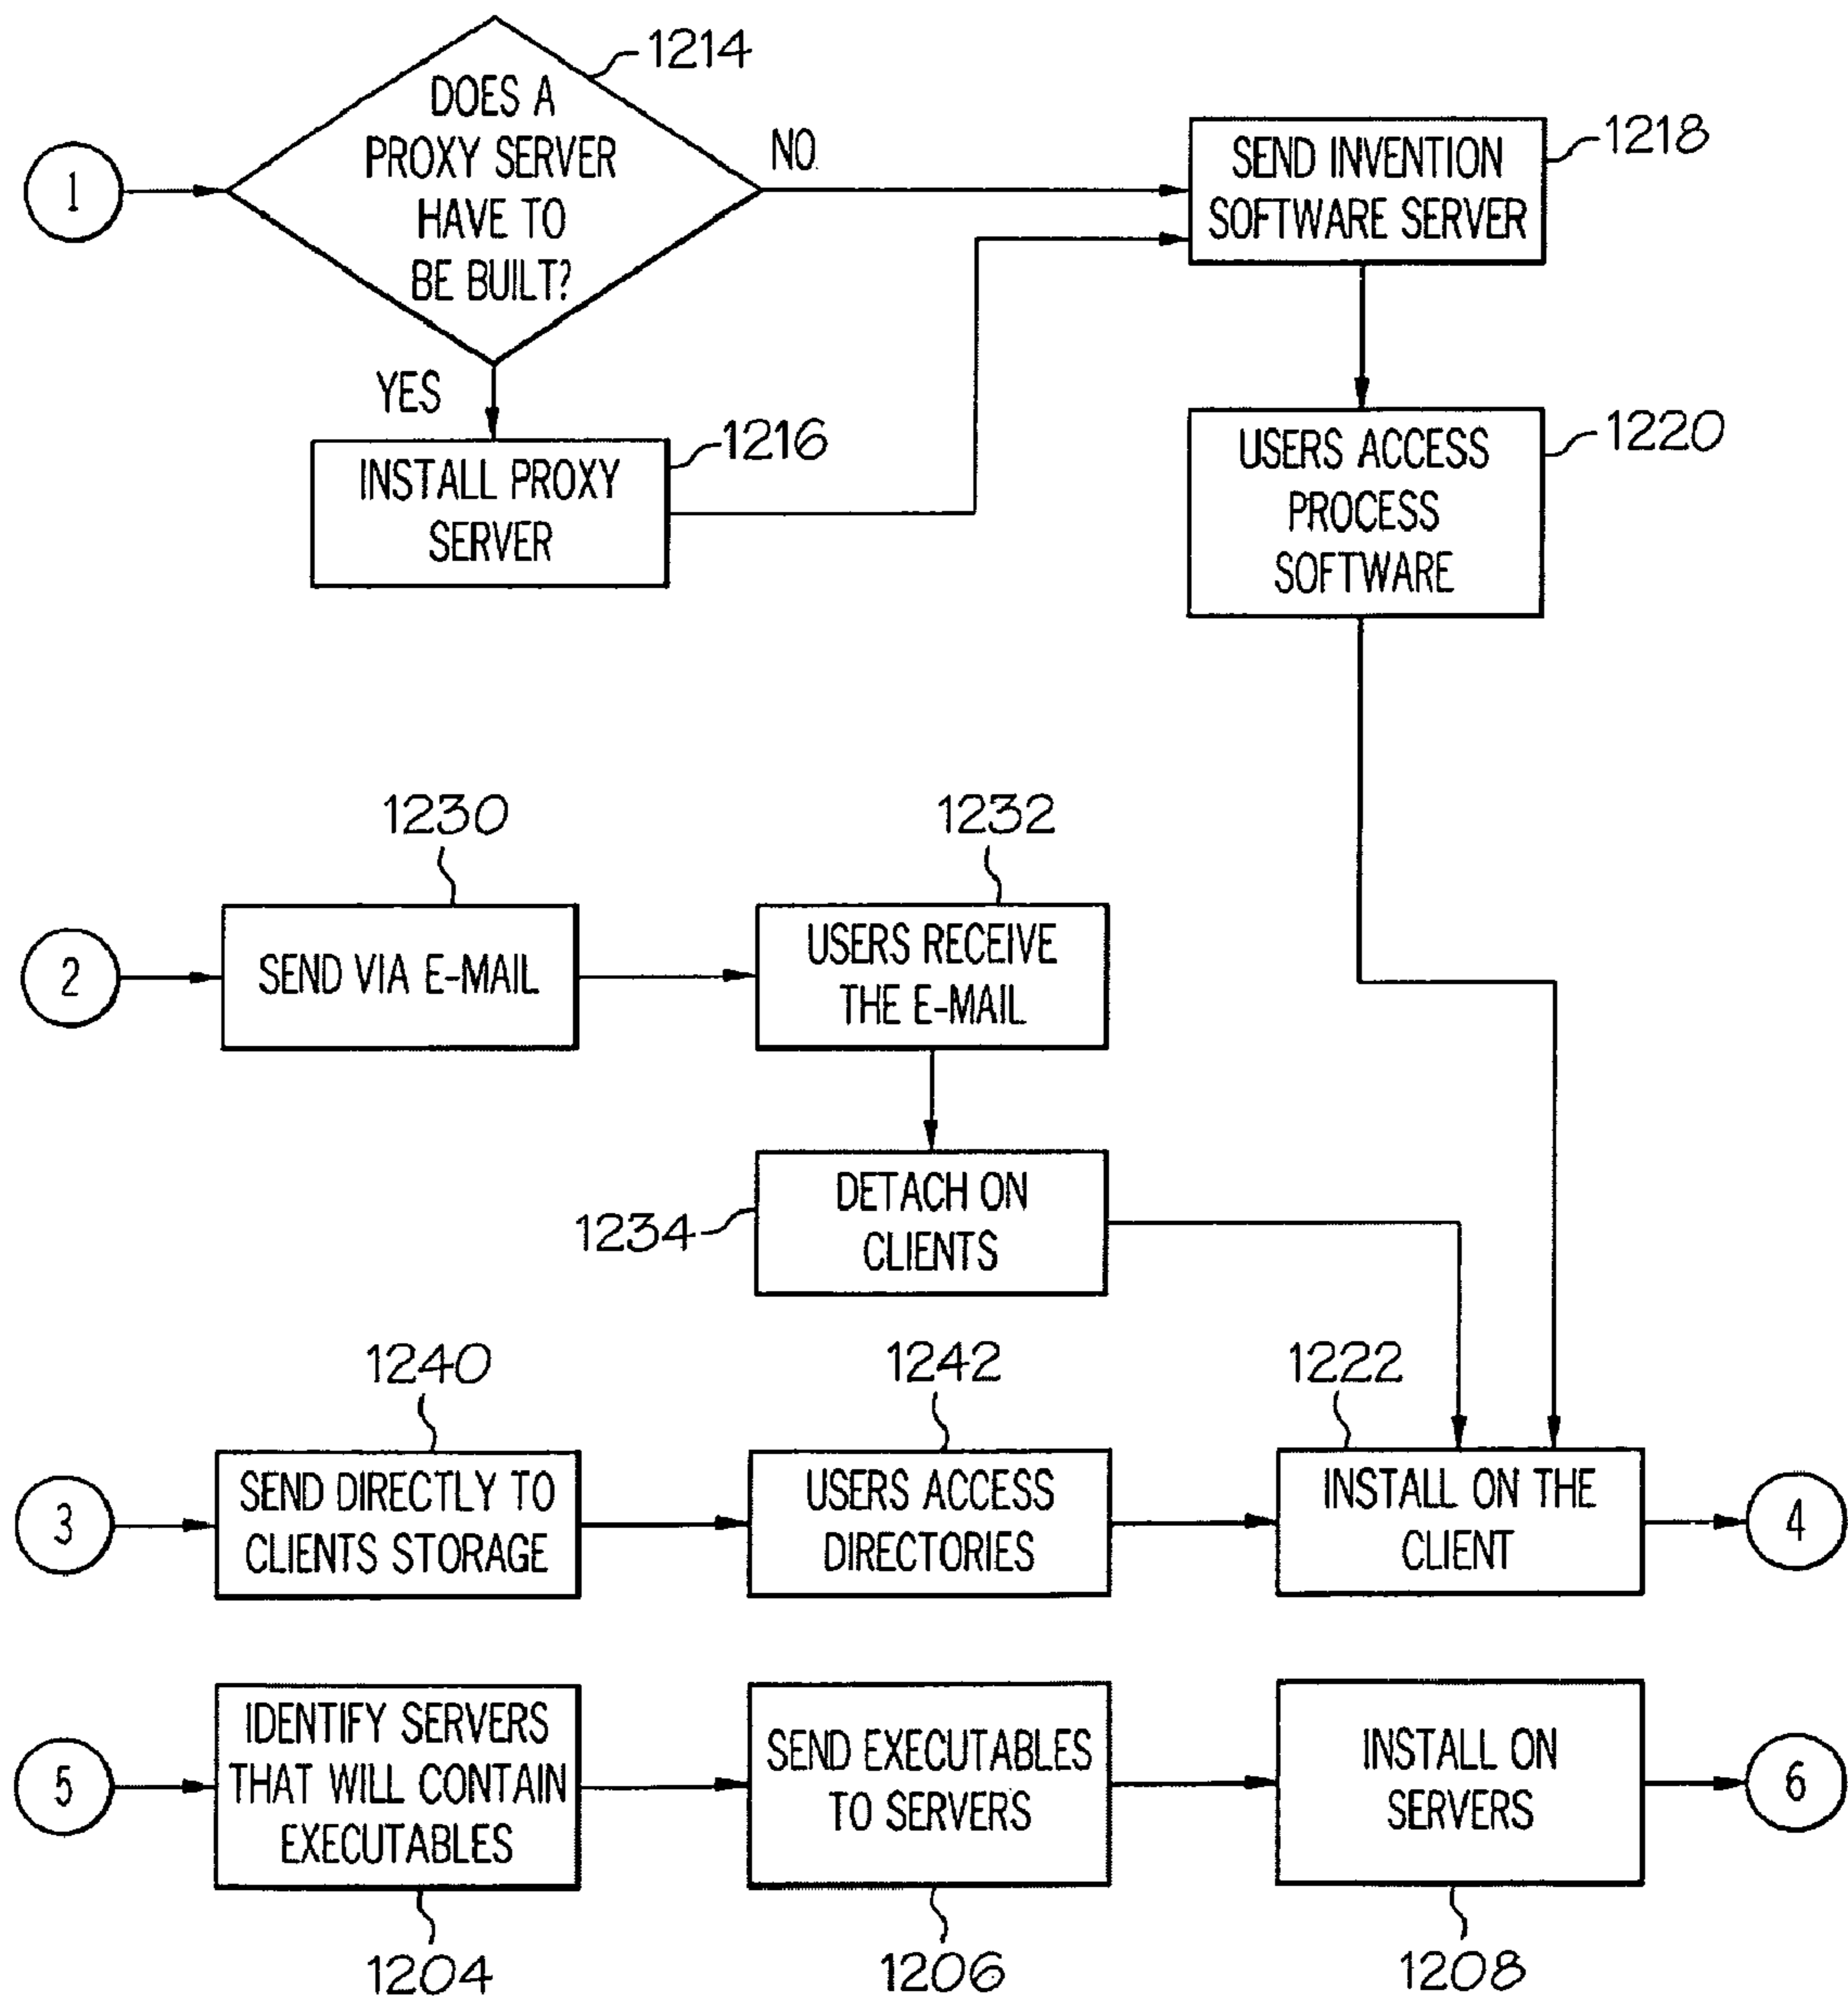 1214
DOES A
PROXY SERVER
HAVE TO
BE BUILT?
1
NO
YES
1216
INSTALL PROXY
SERVER
1218
SEND INVENTION
SOFTWARE SERVER
1220
USERS ACCESS
PROCESS
SOFTWARE
2
1230
SEND VIA E-MAIL
1232
USERS RECEIVE
THE E-MAIL
1234
DETACH ON
CLIENTS
3
1240
SEND DIRECTLY TO
CLIENTS STORAGE
1242
USERS ACCESS
DIRECTORIES
1222
INSTALL ON THE
CLIENT
4
5
IDENTIFY SERVERS
THAT WILL CONTAIN
EXECUTABLES
1204
SEND EXECUTABLES
TO SERVERS
1206
INSTALL ON
SERVERS
1208
6